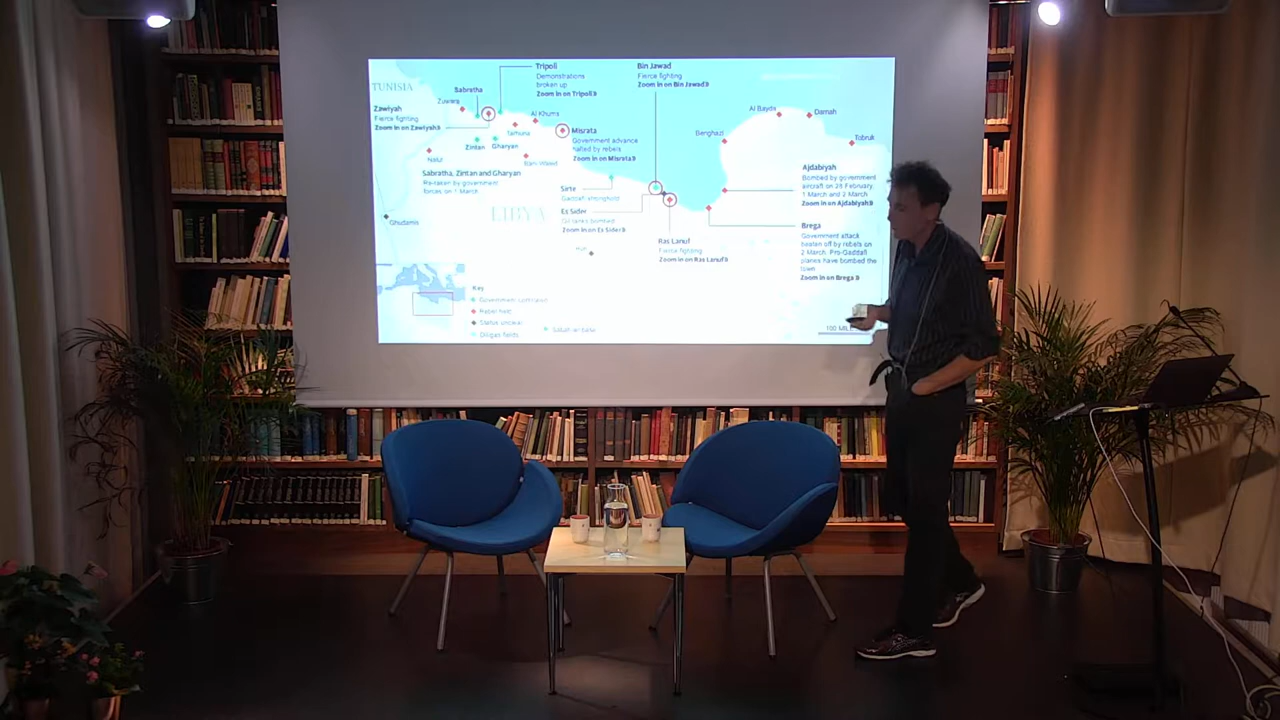 TUNISIA
Zawiyah
Fierce fighting
Zoom in on Zawiyah
Sabratha
Zuwara
Tripoli
Demonstrations
broken up
Zoom in on Tripoli
Al Khums
Tarhuna
Zintan
Gharyan
Nalut
Bani Waled
Misrata
Government advance
halted by rebels
Zoom in on Misrata
Sabratha, Zintan and Gharyan
Re-taken by government
forces on 1 March
Ghudamis
LIBYA
Sirte
Gaddafi stronghold
Es Sider
Oil tanks bombed
Zoom in on Es Sider
Hun
Bin Jawad
Fierce fighting
Zoom in on Bin Jawad
Ras Lanuf
Fierce fighting
Zoom in on Ras Lanuf
Benghazi
Al Bayda
Darnah
Tobruk
Ajdabiyah
Bombed by government
aircraft on 28 February,
1 March and 2 March
Zoom in on Ajdabiyah
Brega
Government attack
beaten off by rebels on
2 March. Pro-Gaddafi
planes have bombed the
town
Zoom in on Brega
Key
Government controlled
Rebel held
Status unclear
Oil/gas fields
100 MILE